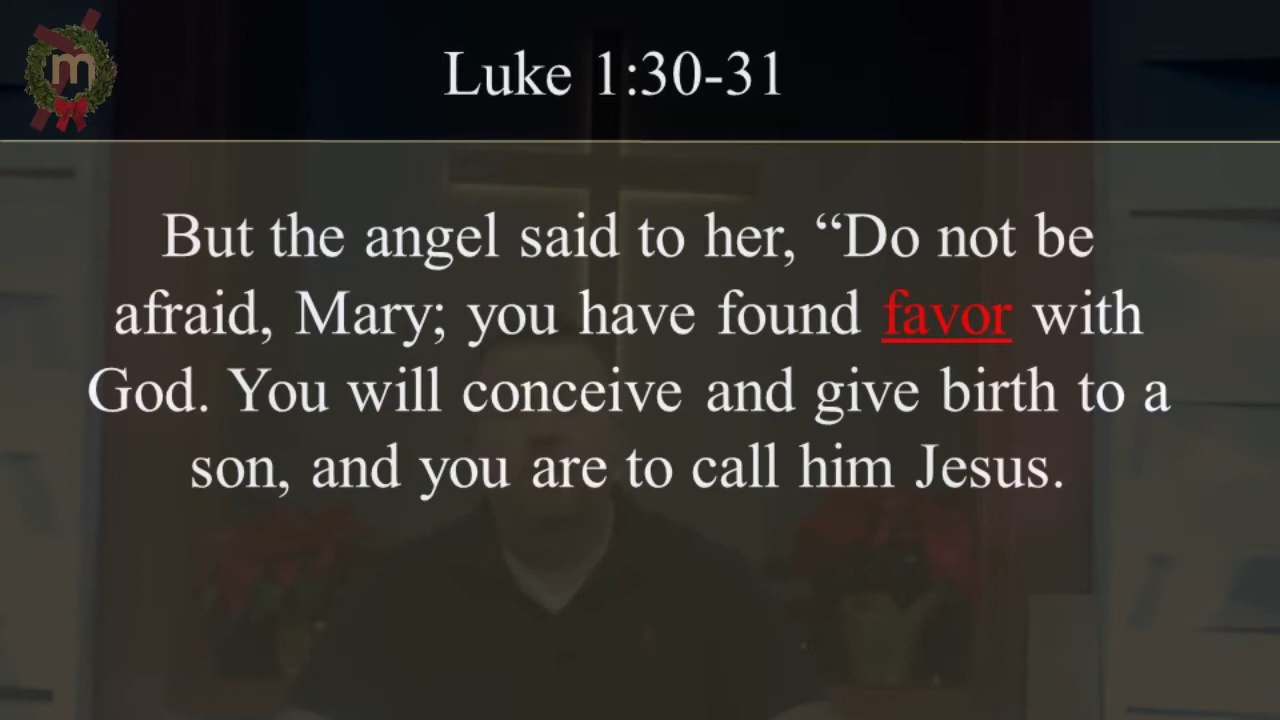 m
Luke 1:30-31
But the angel said to her, “Do not be
afraid, Mary; you have found favor with
God. You will conceive and give birth to a
son, and you are to call him Jesus.